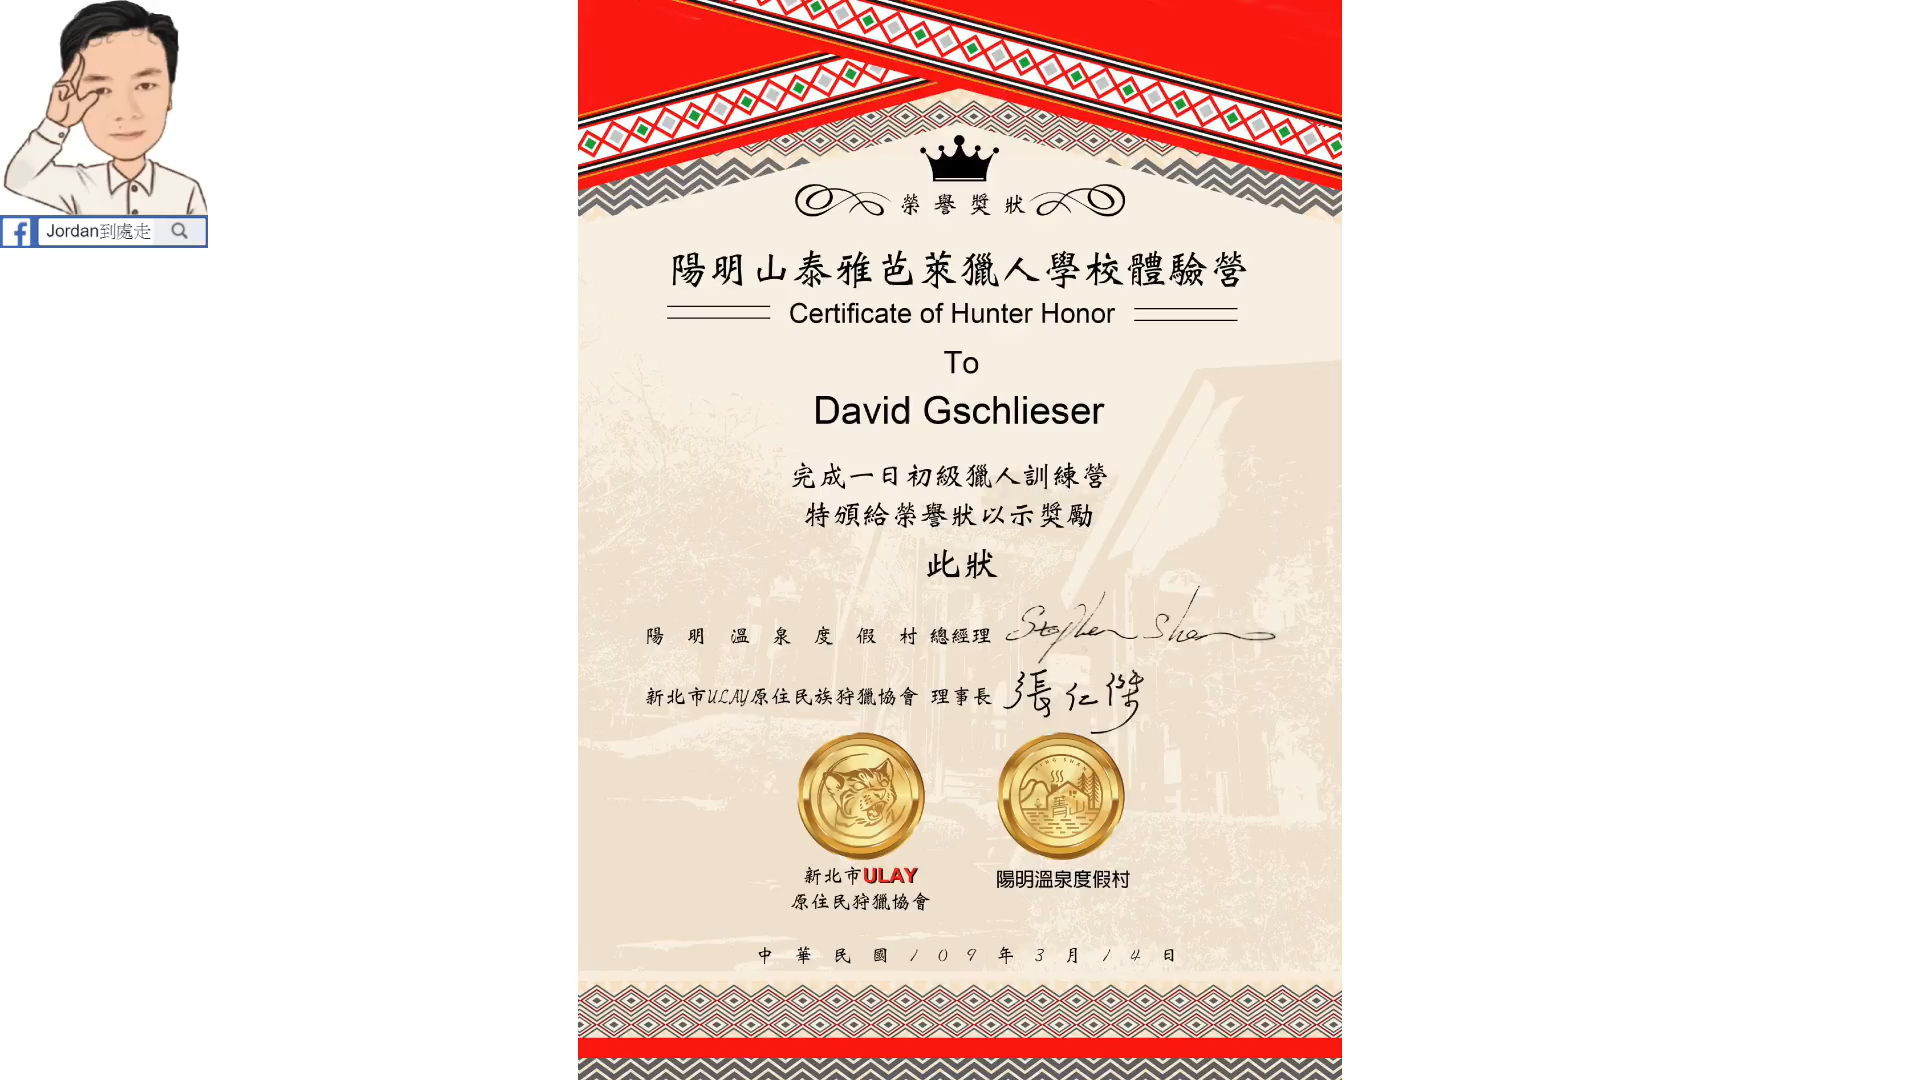 Jordan到處走
榮譽獎狀
陽明山泰雅芭萊獵人學校體驗營
Certificate of Hunter Honor
To
David Gschlieser
完成一日初級獵人訓練營
特頒給榮譽狀以示獎勵
此狀
陽明溫泉度假村總經理 Stephen Shen
新北市ULAY原住民族狩獵協會 理事長 張仁傑
JING SHAN
菁山
新北市ULAY
原住民狩獵協會
陽明溫泉度假村
中華民國109年3月14日